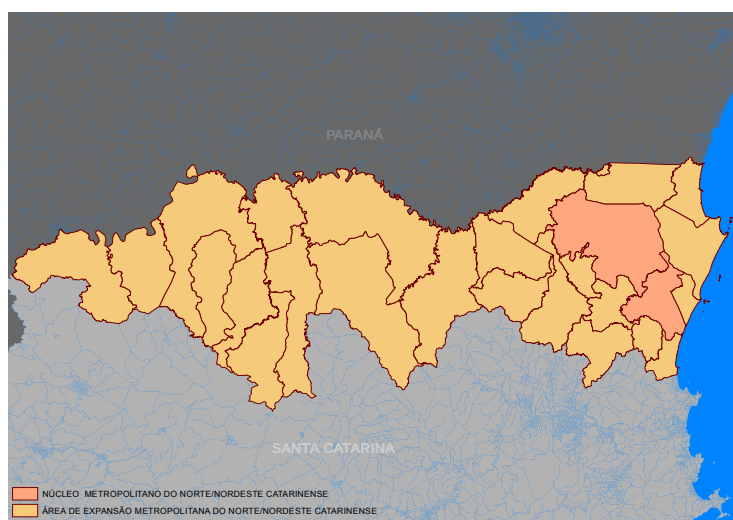 PARANÁ
SANTA CATARINA
NÚCLEO METROPOLITANO DO NORTE/NORDESTE CATARINENSE
ÁREA DE EXPANSÃO METROPOLITANA DO NORTE/NORDESTE CATARINENSE